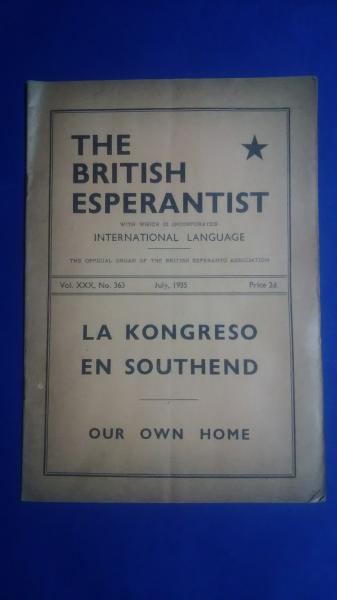 THE
BRITISH
ESPERANTIST
WITH WHICH IS INCORPORATED
INTERNATIONAL LANGUAGE
THE OFFICIAL ORGAN OF THE BRITISH ESPERANTO ASSOCIATION
Vol. XXX, No. 363 July, 1935 Price 2d.
LA KONGRESO
EN SOUTHEND
OUR OWN HOME